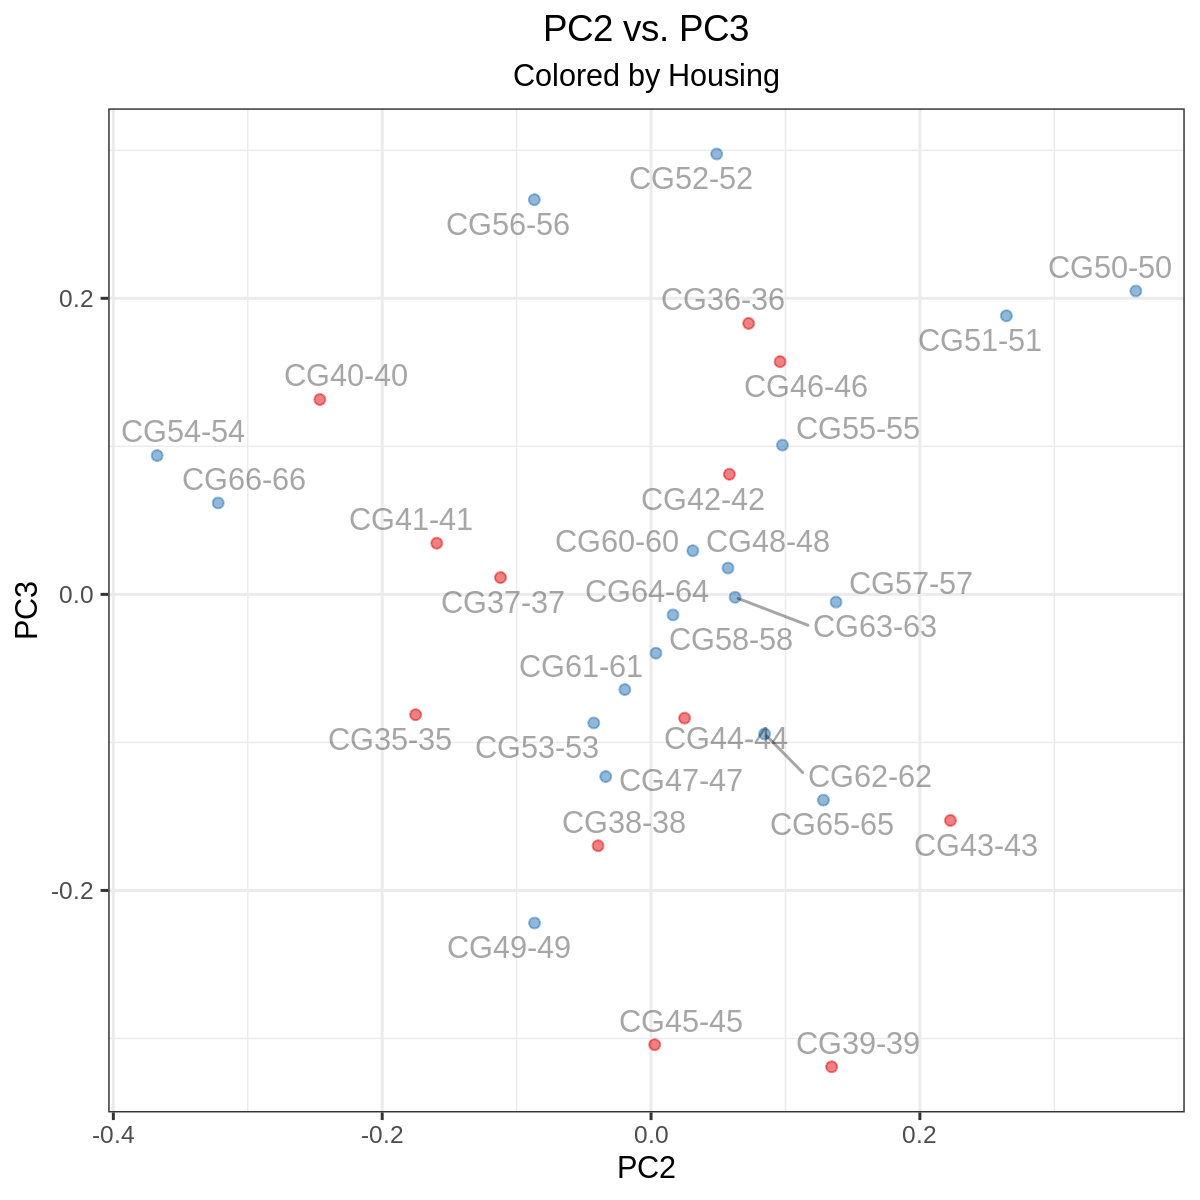 PC2 vs. PC3
Colored by Housing
CG52-52
CG56-56
CG50-50
0.2
CG36-36
CG51-51
CG40-40
CG46-46
CG54-54
CG55-55
CG66-66
CG42-42
CG41-41
CG60-60
CG48-48
CG57-57
CG64-64
0.0
CG37-37
CG63-63
PC3
CG58-58
CG61-61
CG35-35
CG44-44
CG53-53
CG62-62
CG47-47
CG38-38
CG65-65
CG43-43
-0.2
CG49-49
CG45-45
CG39-39
-0.4
-0.2
0.0
0.2
PC2